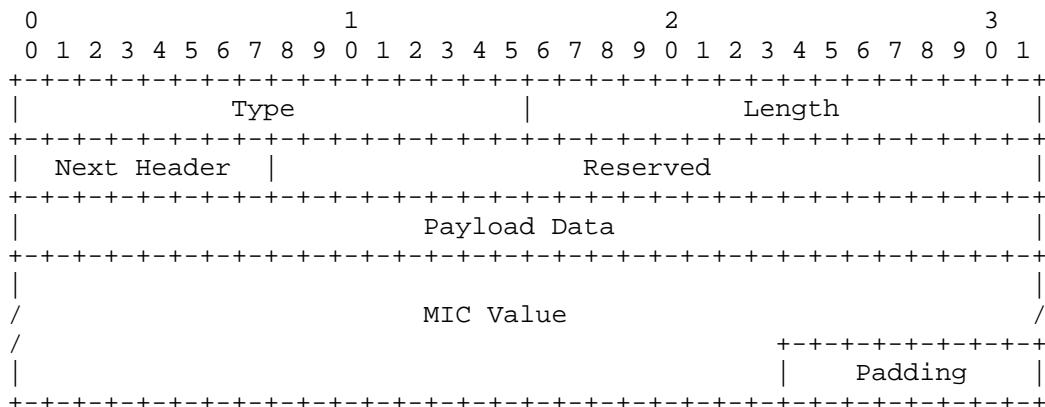 0                   1                   2                   3
0 1 2 3 4 5 6 7 8 9 0 1 2 3 4 5 6 7 8 9 0 1 2 3 4 5 6 7 8 9 0 1
+-+-+-+-+-+-+-+-+-+-+-+-+-+-+-+-+-+-+-+-+-+-+-+-+-+-+-+-+-+-+-+-+
|             Type              |             Length            |
+-+-+-+-+-+-+-+-+-+-+-+-+-+-+-+-+-+-+-+-+-+-+-+-+-+-+-+-+-+-+-+-+
|  Next Header  |                   Reserved                    |
+-+-+-+-+-+-+-+-+-+-+-+-+-+-+-+-+-+-+-+-+-+-+-+-+-+-+-+-+-+-+-+-+
|                         Payload Data                          |
+-+-+-+-+-+-+-+-+-+-+-+-+-+-+-+-+-+-+-+-+-+-+-+-+-+-+-+-+-+-+-+-+
|                                                               |
/                         MIC Value                             /
/                                               +-+-+-+-+-+-+-+-+
|                                               |    Padding    |
+-+-+-+-+-+-+-+-+-+-+-+-+-+-+-+-+-+-+-+-+-+-+-+-+-+-+-+-+-+-+-+-+